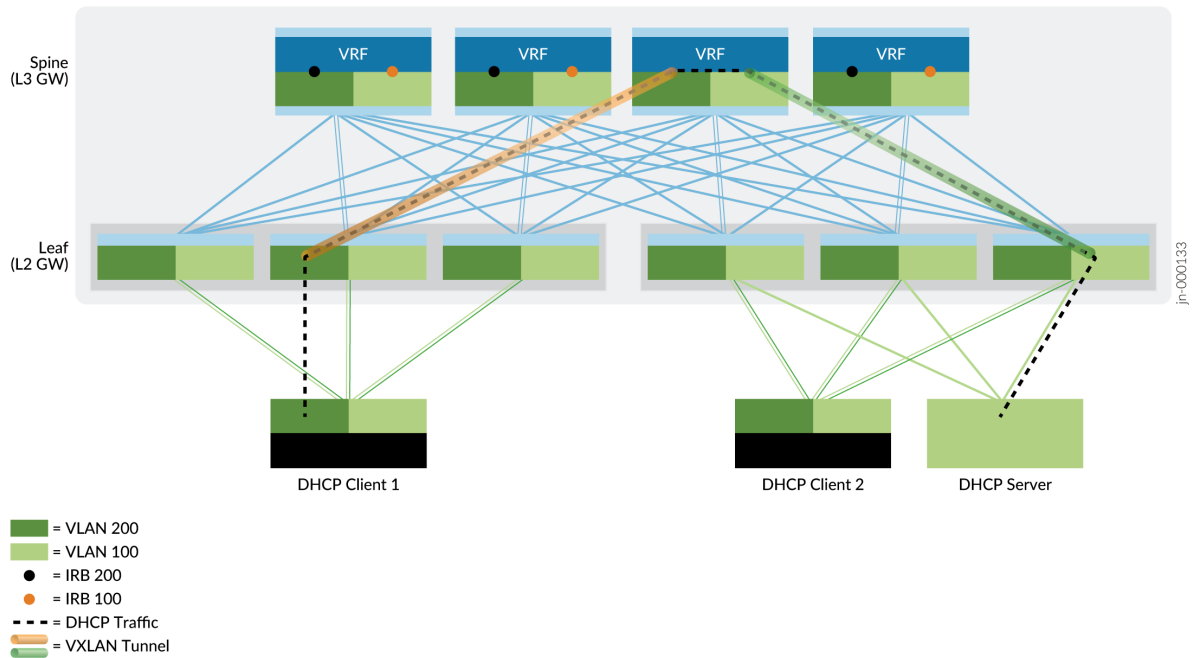 Spine
(L3 GW)
VRF
VRF
VRF
VRF
Leaf
(L2 GW)
jn-000133
DHCP Client 1
DHCP Client 2
DHCP Server
= VLAN 200
= VLAN 100
= IRB 200
= IRB 100
= DHCP Traffic
= VXLAN Tunnel